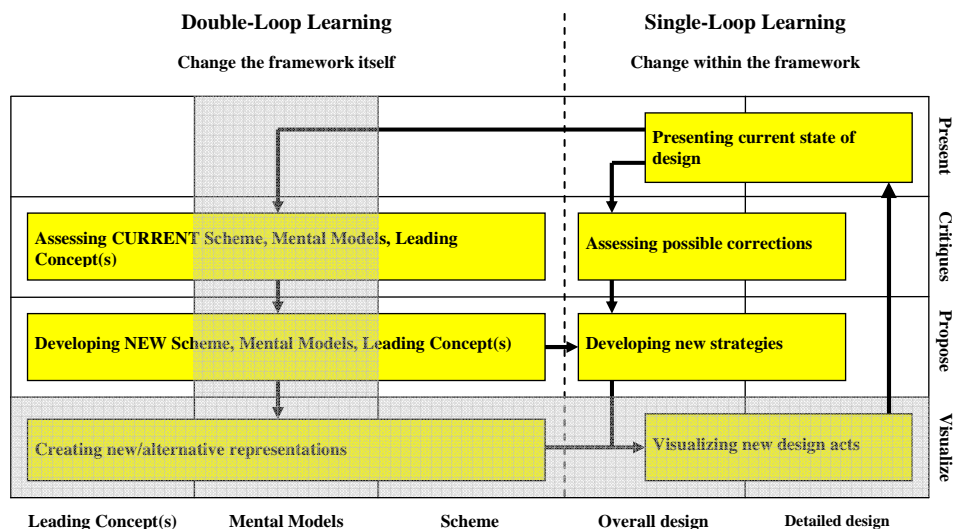 Double-Loop Learning
Single-Loop Learning
Change the framework itself
Change within the framework
Presenting current state of
design
Present
Assessing CURRENT Scheme, Mental Models, Leading
Concept(s)
Assessing possible corrections
Critiques
Developing NEW Scheme, Mental Models, Leading Concept(s)
Developing new strategies
Propose
Creating new/alternative representations
Visualizing new design acts
Visualize
Leading Concept(s)
Mental Models
Scheme
Overall design
Detailed design